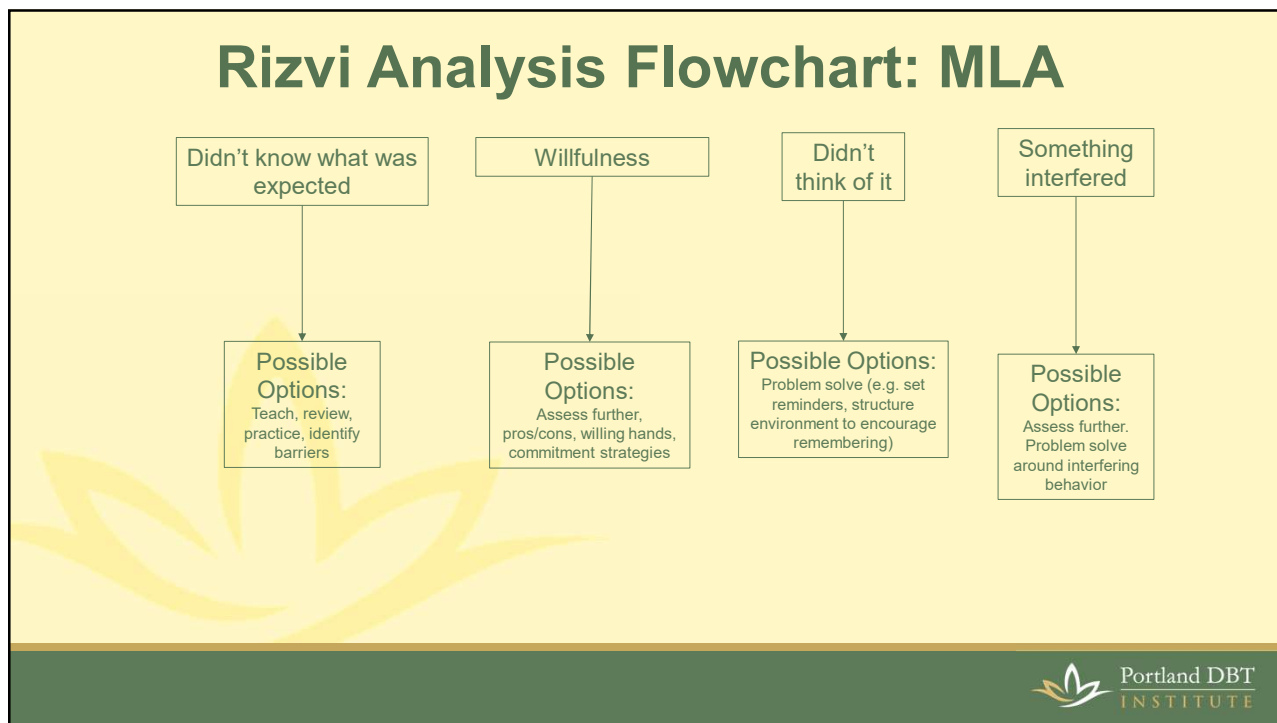 Rizvi Analysis Flowchart: MLA
Didn’t know what was
expected
Willfulness
Didn’t
think of it
Something
interfered
Possible
Options:
Teach, review,
practice, identify
barriers
Possible
Options:
Assess further,
pros/cons, willing hands,
commitment strategies
Possible Options:
Problem solve (e.g. set
reminders, structure
environment to encourage
remembering)
Possible
Options:
Assess further.
Problem solve
around interfering
behavior
Portland DBT
INSTITUTE